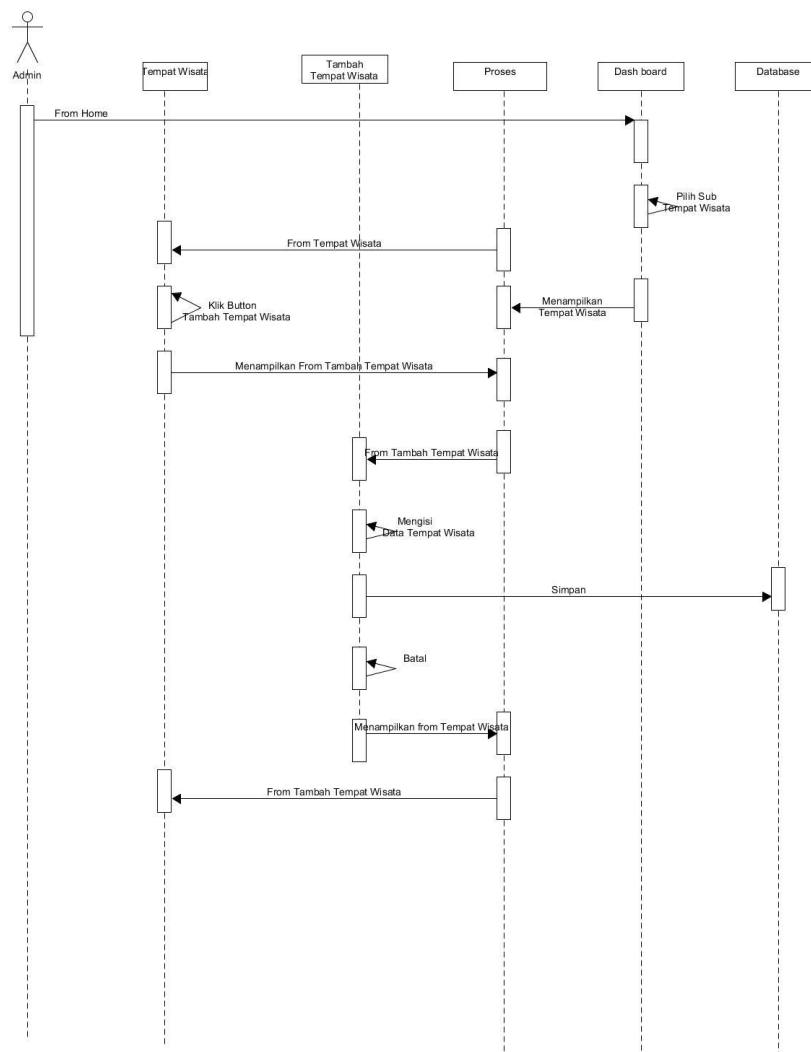 Admin
Tempat Wisata
Tambah
Tempat Wisata
Proses
Dash board
Database
From Home
Pilih Sub
Tempat Wisata
From Tempat Wisata
Klik Button
Tambah Tempat Wisata
Menampilkan
Tempat Wisata
Menampilkan From Tambah Tempat Wisata
From Tambah Tempat Wisata
Mengisi
Data Tempat Wisata
Simpan
Batal
Menampilkan from Tempat Wisata
From Tambah Tempat Wisata